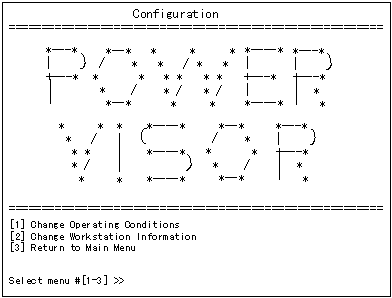 Configuration
POWER
VISOR
[1] Change Operating Conditions
[2] Change Workstation Information
[3] Return to Main Menu
Select menu #[1-3] >>